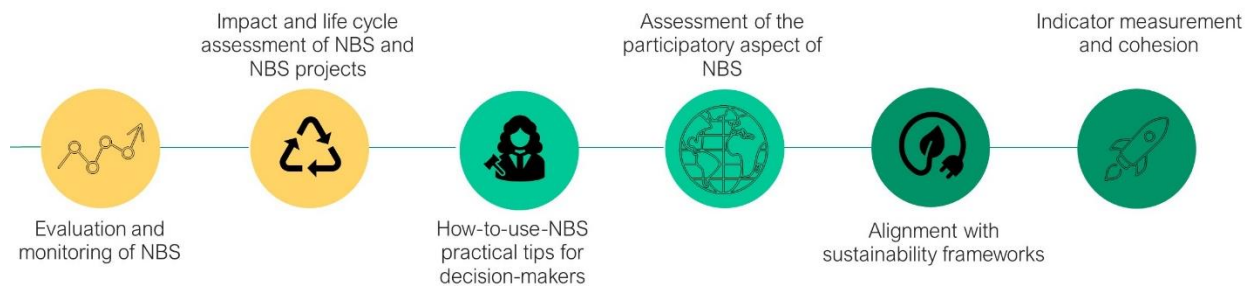 Evaluation and
monitoring of NBS
Impact and life cycle
assessment of NBS and
NBS projects
How-to-use-NBS
practical tips for
decision-makers
Assessment of the
participatory aspect of
NBS
Alignment with
sustainability frameworks
Indicator measurement
and cohesion